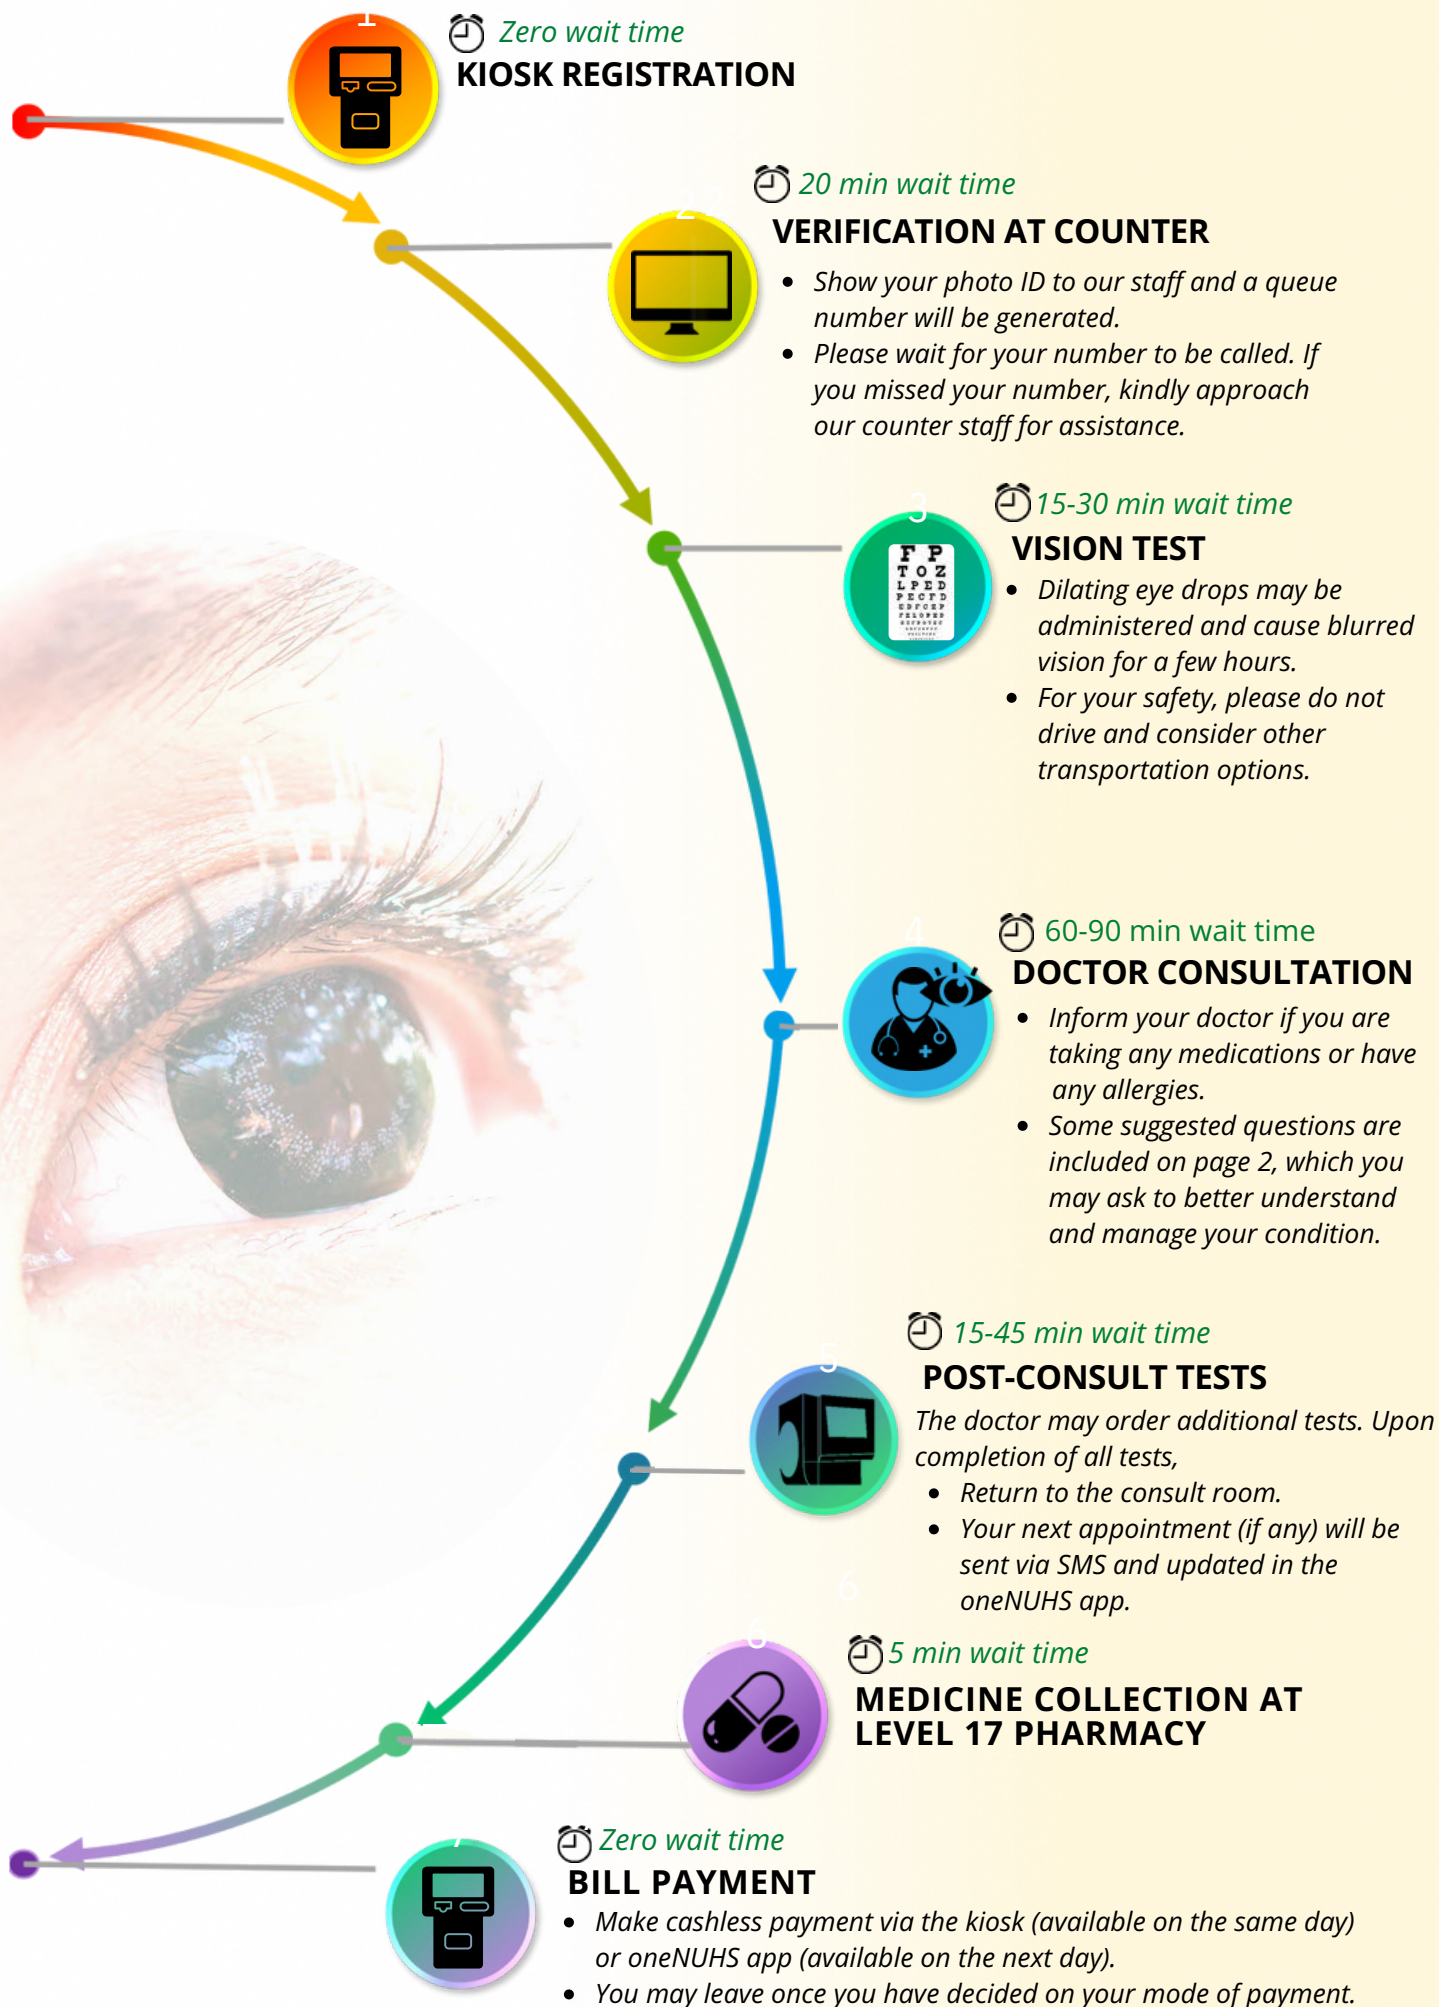 1
Zero wait time
KIOSK REGISTRATION
2
20 min wait time
VERIFICATION AT COUNTER
• Show your photo ID to our staff and a queue
number will be generated.
• Please wait for your number to be called. If
you missed your number, kindly approach
our counter staff for assistance.
3
15-30 min wait time
VISION TEST
F P
T O Z
L P E D
P E C F D
E D F C Z P
• Dilating eye drops may be
administered and cause blurred
vision for a few hours.
• For your safety, please do not
drive and consider other
transportation options.
4
60-90 min wait time
DOCTOR CONSULTATION
• Inform your doctor if you are
taking any medications or have
any allergies.
• Some suggested questions are
included on page 2, which you
may ask to better understand
and manage your condition.
5
15-45 min wait time
POST-CONSULT TESTS
The doctor may order additional tests. Upon
completion of all tests,
• Return to the consult room.
• Your next appointment (if any) will be
sent via SMS and updated in the
oneNUHS app.
6
6
5 min wait time
MEDICINE COLLECTION AT
LEVEL 17 PHARMACY
7
Zero wait time
BILL PAYMENT
• Make cashless payment via the kiosk (available on the same day)
or oneNUHS app (available on the next day).
• You may leave once you have decided on your mode of payment.